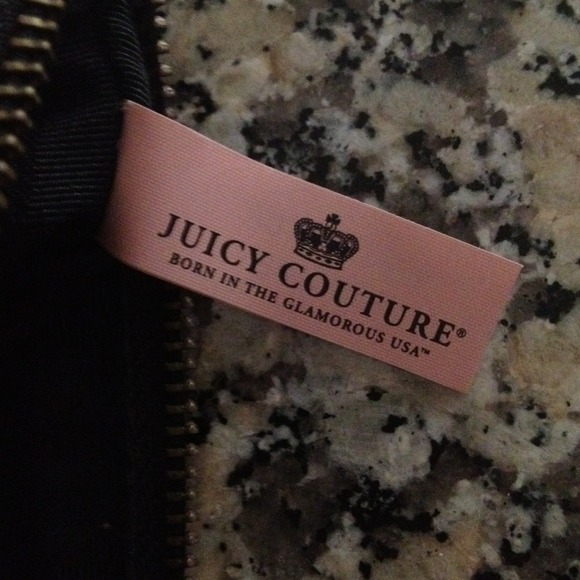 JUICY COUTURE®
BORN IN THE GLAMOROUS USA™